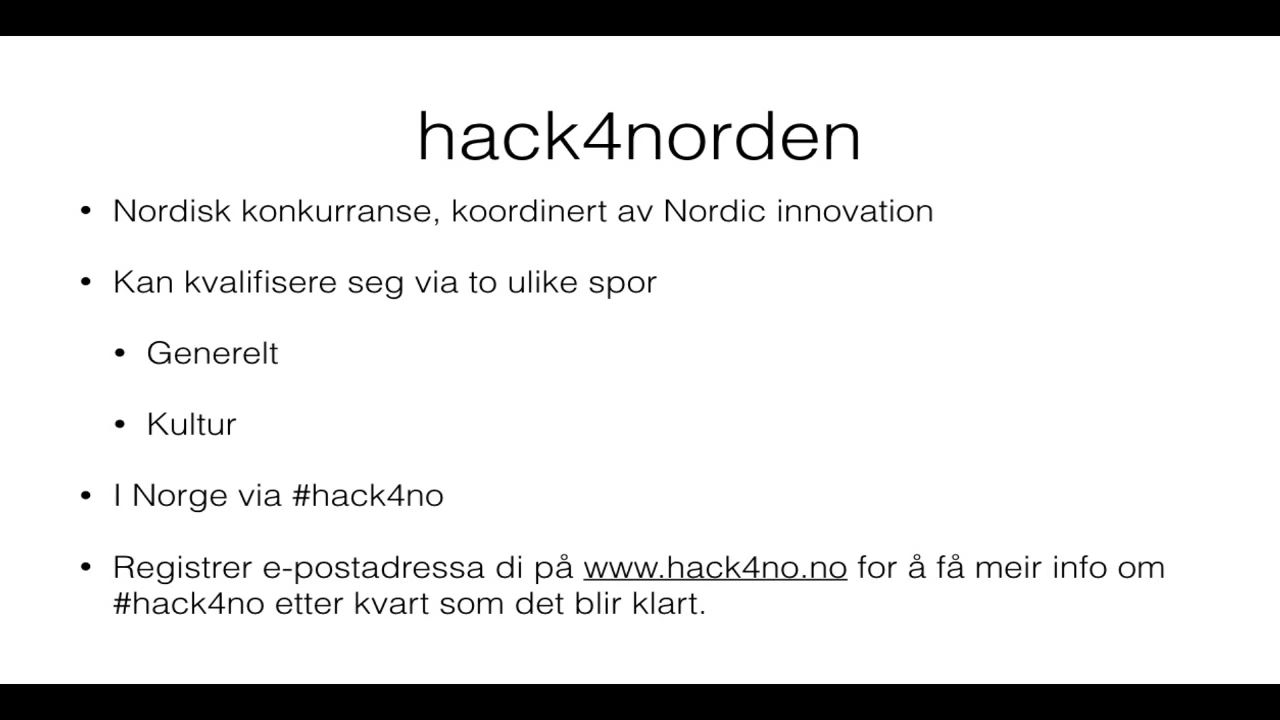 hack4norden
• Nordisk konkurranse, koordinert av Nordic innovation
• Kan kvalifisere seg via to ulike spor
• Generelt
• Kultur
• I Norge via #hack4no
• Registrer e-postadressa di på www.hack4no.no for å få meir info om
#hack4no etter kvart som det blir klart.